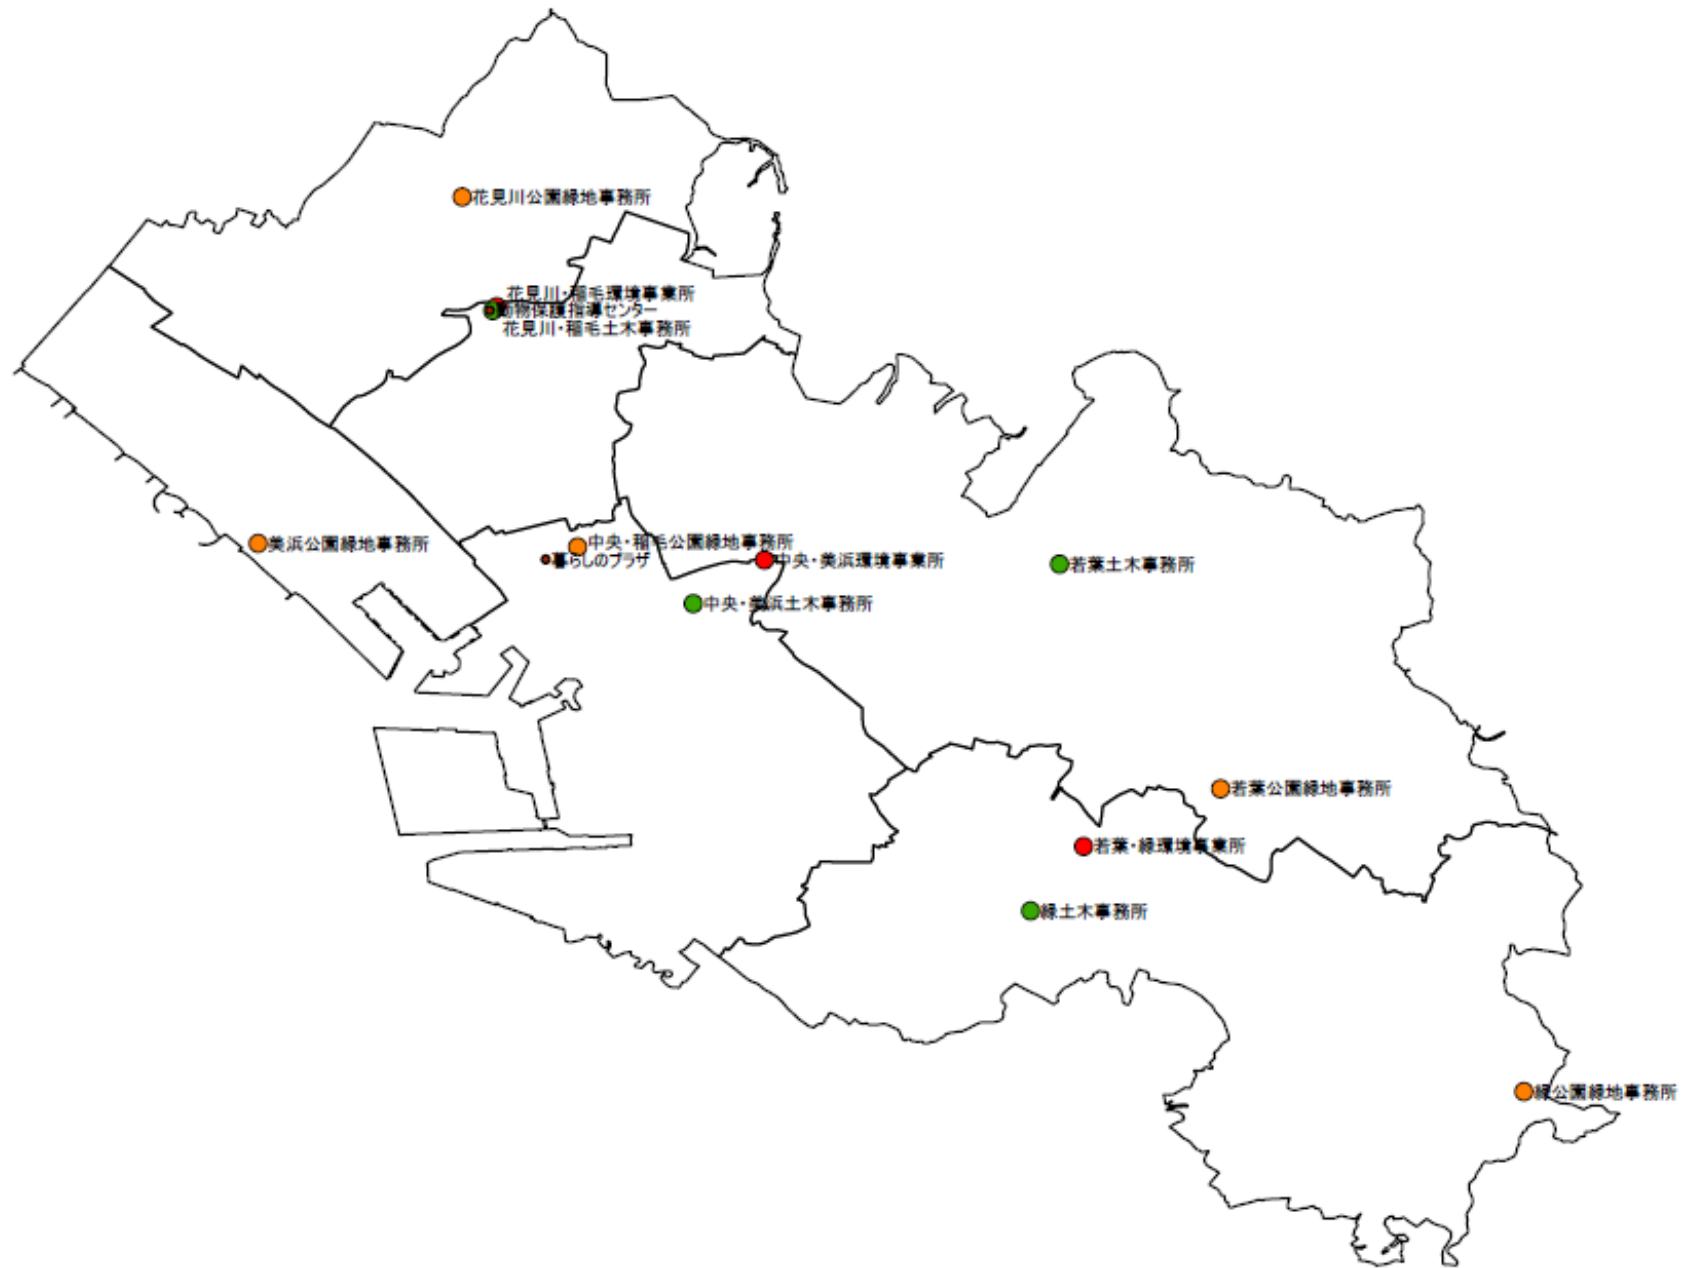 花見川公園緑地事務所
花見川・稲毛環境事業所
動物保護指導センター
花見川・稲毛土木事務所
美浜公園緑地事務所
中央・稲毛公園緑地事務所
暮らしのプラザ
中央・美浜環境事業所
若葉土木事務所
中央・美浜土木事務所
若葉公園緑地事務所
若葉・緑環境事業所
緑土木事務所
緑公園緑地事務所